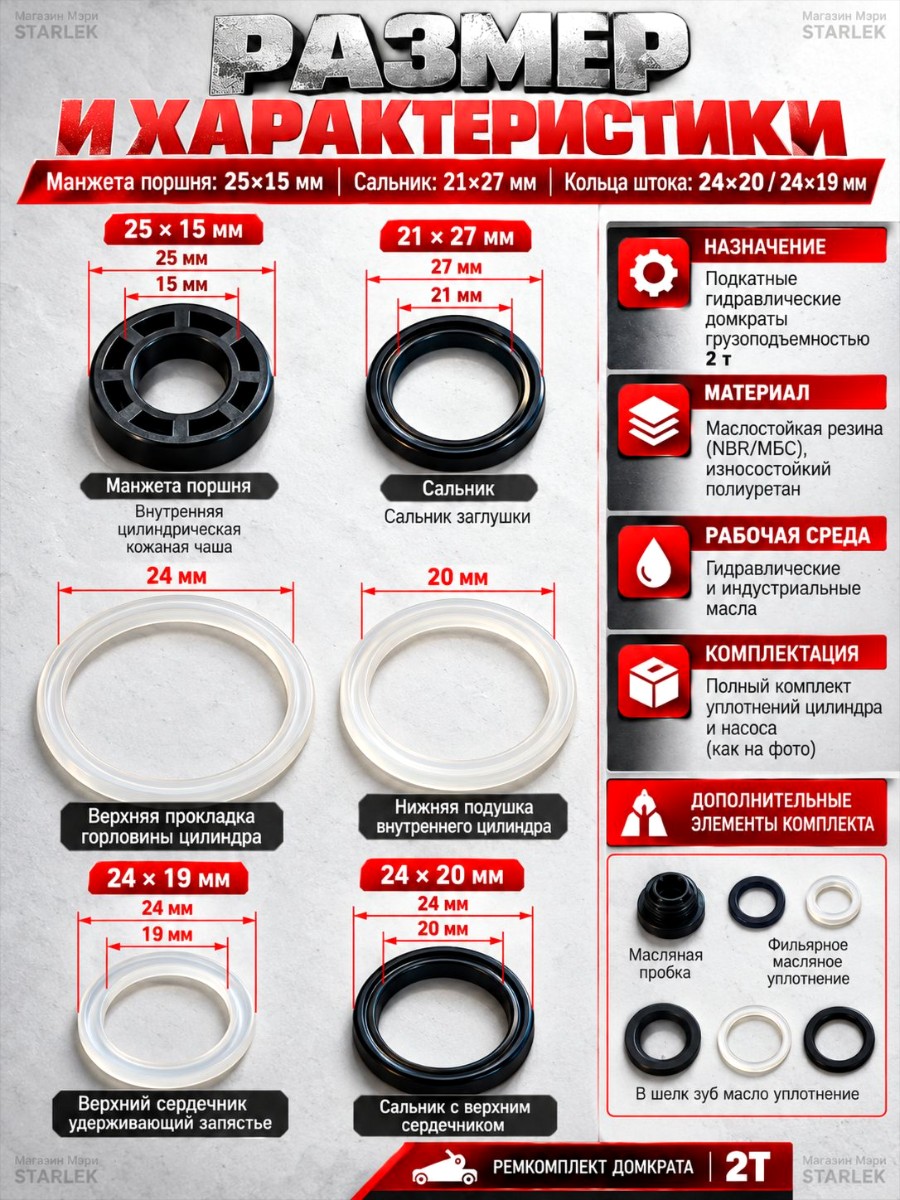 Магазин Мэри
STARLEK
Магазин Мэри
STARLEK
РАЗМЕР
И ХАРАКТЕРИСТИКИ
Манжета поршня: 25×15 мм | Сальник: 21×27 мм | Кольца штока: 24×20 / 24×19 мм
25 × 15 мм
25 мм
15 мм
Манжета поршня
Внутренняя
цилиндрическая
кожаная чаша
21 × 27 мм
27 мм
21 мм
Сальник
Сальник заглушки
24 мм
Верхняя прокладка
горловины цилиндра
20 мм
Нижняя подушка
внутреннего цилиндра
24 × 19 мм
24 мм
19 мм
Верхний сердечник
удерживающий запястье
24 × 20 мм
24 мм
20 мм
Сальник с верхним
сердечником
НАЗНАЧЕНИЕ
Подкатные
гидравлические
домкраты
грузоподъемностью
2 т
МАТЕРИАЛ
Маслостойкая резина
(NBR/МБС),
износостойкий
полиуретан
РАБОЧАЯ СРЕДА
Гидравлические
и индустриальные
масла
КОМПЛЕКТАЦИЯ
Полный комплект
уплотнений цилиндра
и насоса
(как на фото)
ДОПОЛНИТЕЛЬНЫЕ
ЭЛЕМЕНТЫ КОМПЛЕКТА
Масляная
пробка
Фильярное
масляное
уплотнение
В шелк зуб масло уплотнение
РЕМКОМПЛЕКТ ДОМКРАТА | 2Т
Магазин Мэри
STARLEK
Магазин Мэри
STARLEK